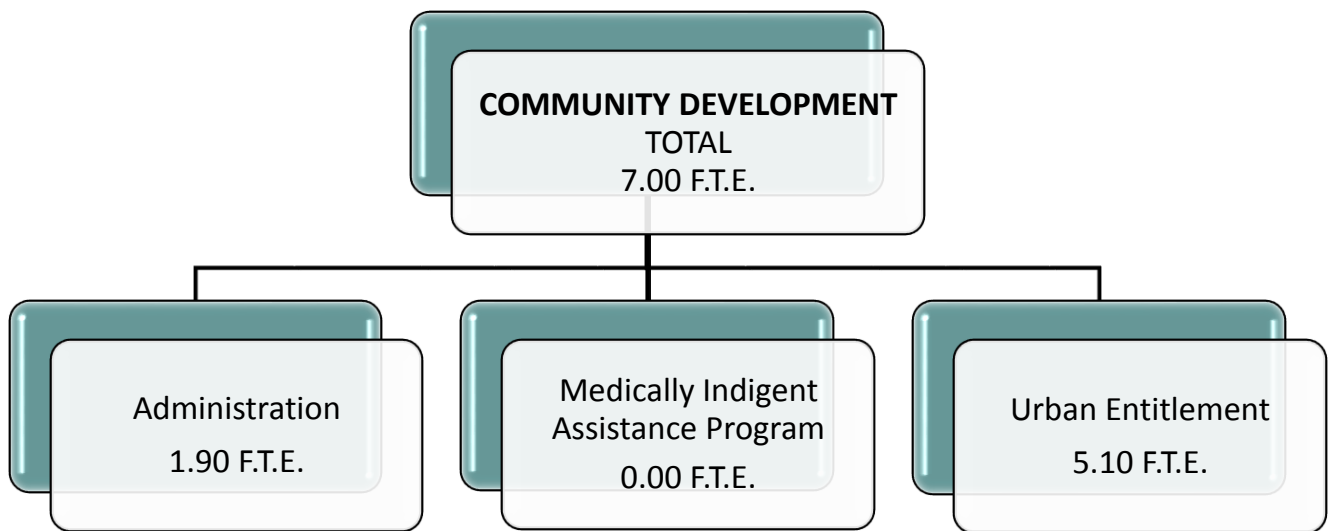 COMMUNITY DEVELOPMENT
TOTAL
7.00 F.T.E.
Administration
1.90 F.T.E.
Medically Indigent
Assistance Program
0.00 F.T.E.
Urban Entitlement
5.10 F.T.E.